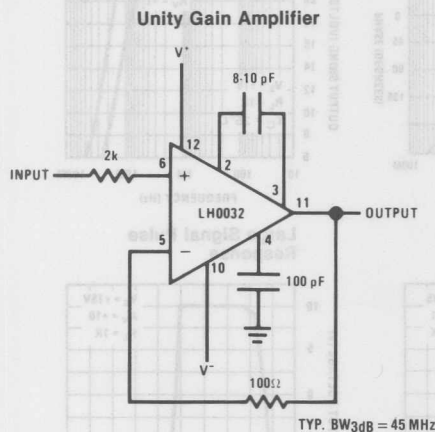 Unity Gain Amplifier
V+
8-10 pF
12
2
2k
6
INPUT
+
3
11
LH0032
OUTPUT
5
−
4
10
100 pF
V−
100Ω
TYP. BW3dB = 45 MHz